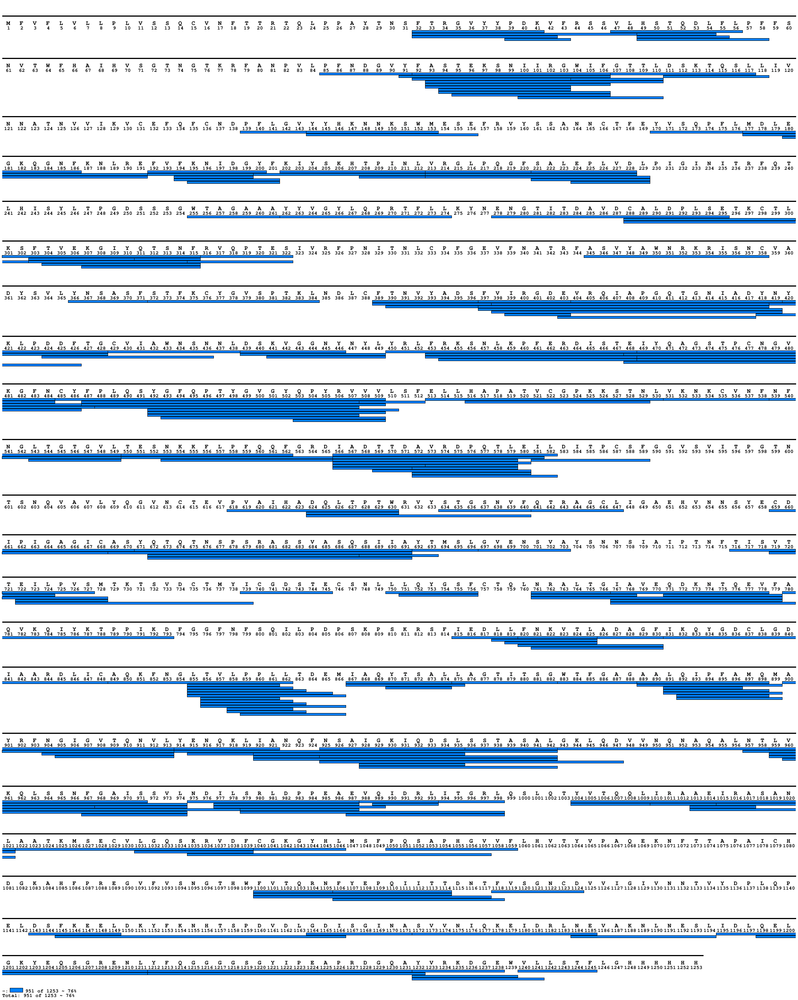 M F V F L V L L P L V S S Q C V N F T T R T Q L P P A Y T N S F T R G V Y Y P D K V F R S S V L H S T Q D L F L P F F S
1 2 3 4 5 6 7 8 9 10 11 12 13 14 15 16 17 18 19 20 21 22 23 24 25 26 27 28 29 30 31 32 33 34 35 36 37 38 39 40 41 42 43 44 45 46 47 48 49 50 51 52 53 54 55 56 57 58 59 60
N V T W F H A I H V S G T N G T K R F A N P V L P F N D G V Y F A S T E K S N I I R G W I F G T T L D S K T Q S L L I V
61 62 63 64 65 66 67 68 69 70 71 72 73 74 75 76 77 78 79 80 81 82 83 84 85 86 87 88 89 90 91 92 93 94 95 96 97 98 99 100 101 102 103 104 105 106 107 108 109 110 111 112 113 114 115 116 117 118 119 120
N N A T N V V I K V C E F Q F C N D P F L G V Y Y H K N N K S W M E S E F R V Y S S A N N C T F E Y V S Q P F L M D L E
121 122 123 124 125 126 127 128 129 130 131 132 133 134 135 136 137 138 139 140 141 142 143 144 145 146 147 148 149 150 151 152 153 154 155 156 157 158 159 160 161 162 163 164 165 166 167 168 169 170 171 172 173 174 175 176 177 178 179 180
G K Q G N F K N L R E F V F K N I D G Y F K I Y S K H T P I N L V R G L P Q G F S A L E P L V D L P I G I N I T R F Q T
181 182 183 184 185 186 187 188 189 190 191 192 193 194 195 196 197 198 199 200 201 202 203 204 205 206 207 208 209 210 211 212 213 214 215 216 217 218 219 220 221 222 223 224 225 226 227 228 229 230 231 232 233 234 235 236 237 238 239 240
L H I S Y L T P G D S S S G W T A G A A A Y Y V G Y L Q P R T F L L K Y N E N G T I T D A V D C A L D P L S E T K C T L
241 242 243 244 245 246 247 248 249 250 251 252 253 254 255 256 257 258 259 260 261 262 263 264 265 266 267 268 269 270 271 272 273 274 275 276 277 278 279 280 281 282 283 284 285 286 287 288 289 290 291 292 293 294 295 296 297 298 299 300
K S F T V E K G I Y Q T S N F R V Q P T E S I V R F P N I T N L C P F G E V F N A T R F A S V Y A W N R K R I S N C V A
301 302 303 304 305 306 307 308 309 310 311 312 313 314 315 316 317 318 319 320 321 322 323 324 325 326 327 328 329 330 331 332 333 334 335 336 337 338 339 340 341 342 343 344 345 346 347 348 349 350 351 352 353 354 355 356 357 358 359 360
D Y S V L Y N S A S F S T F K C Y G V S P T K L N D L C F T N V Y A D S F V I R G D E V R Q I A P G Q T G N I A D Y N Y
361 362 363 364 365 366 367 368 369 370 371 372 373 374 375 376 377 378 379 380 381 382 383 384 385 386 387 388 389 390 391 392 393 394 395 396 397 398 399 400 401 402 403 404 405 406 407 408 409 410 411 412 413 414 415 416 417 418 419 420
K L P D D F T G C V I A W N S N N L D S K V G G N Y N Y L Y R L F R K S N L K P F E R D I S T E I Y Q A G S T P C N G V
421 422 423 424 425 426 427 428 429 430 431 432 433 434 435 436 437 438 439 440 441 442 443 444 445 446 447 448 449 450 451 452 453 454 455 456 457 458 459 460 461 462 463 464 465 466 467 468 469 470 471 472 473 474 475 476 477 478 479 480
K G F N C Y F P L Q S Y G F Q P T Y G V G Y Q P Y R V V V L S F E L L H A P A T V C G P K K S T N L V K N K C V N F N F
481 482 483 484 485 486 487 488 489 490 491 492 493 494 495 496 497 498 499 500 501 502 503 504 505 506 507 508 509 510 511 512 513 514 515 516 517 518 519 520 521 522 523 524 525 526 527 528 529 530 531 532 533 534 535 536 537 538 539 540
N G L T G T G V L T E S N K K F L P F Q Q F G R D I A D T T D A V R D P Q T L E I L D I T P C S F G G V S V I T P G T N
541 542 543 544 545 546 547 548 549 550 551 552 553 554 555 556 557 558 559 560 561 562 563 564 565 566 567 568 569 570 571 572 573 574 575 576 577 578 579 580 581 582 583 584 585 586 587 588 589 590 591 592 593 594 595 596 597 598 599 600
T S N Q V A V L Y Q G V N C T E V P V A I H A D Q L T P T W R V Y S T G S N V F Q T R A G C L I G A E H V N N S Y E C D
601 602 603 604 605 606 607 608 609 610 611 612 613 614 615 616 617 618 619 620 621 622 623 624 625 626 627 628 629 630 631 632 633 634 635 636 637 638 639 640 641 642 643 644 645 646 647 648 649 650 651 652 653 654 655 656 657 658 659 660
I P I G A G I C A S Y Q T Q T N S P S R A S S V A S Q S I I A Y T M S L G V E N S V A Y S N N S I A I P T N F T I S V T
661 662 663 664 665 666 667 668 669 670 671 672 673 674 675 676 677 678 679 680 681 682 683 684 685 686 687 688 689 690 691 692 693 694 695 696 697 698 699 700 701 702 703 704 705 706 707 708 709 710 711 712 713 714 715 716 717 718 719 720
T E I L P V S M T K T S V D C T M Y I C G D S T E C S N L L L Q Y G S F C T Q L N R A L T G I A V E Q D K N T Q E V F A
721 722 723 724 725 726 727 728 729 730 731 732 733 734 735 736 737 738 739 740 741 742 743 744 745 746 747 748 749 750 751 752 753 754 755 756 757 758 759 760 761 762 763 764 765 766 767 768 769 770 771 772 773 774 775 776 777 778 779 780
Q V K Q I Y K T P P I K D F G G F N F S Q I L P D P S K P S K R S F I E D L L F N K V T L A D A G F I K Q Y G D C L G D
781 782 783 784 785 786 787 788 789 790 791 792 793 794 795 796 797 798 799 800 801 802 803 804 805 806 807 808 809 810 811 812 813 814 815 816 817 818 819 820 821 822 823 824 825 826 827 828 829 830 831 832 833 834 835 836 837 838 839 840
I A A R D L I C A Q K F N G L T V L P P L L T D E M I A Q Y T S A L L A G T I T S G W T F G A G A A L Q I P F A M Q M A
841 842 843 844 845 846 847 848 849 850 851 852 853 854 855 856 857 858 859 860 861 862 863 864 865 866 867 868 869 870 871 872 873 874 875 876 877 878 879 880 881 882 883 884 885 886 887 888 889 890 891 892 893 894 895 896 897 898 899 900
Y R F N G I G V T Q N V L Y E N Q K L I A N Q F N S A I G K I Q D S L S S T A S A L G K L Q D V V N Q N A Q A L N T L V
901 902 903 904 905 906 907 908 909 910 911 912 913 914 915 916 917 918 919 920 921 922 923 924 925 926 927 928 929 930 931 932 933 934 935 936 937 938 939 940 941 942 943 944 945 946 947 948 949 950 951 952 953 954 955 956 957 958 959 960
K Q L S S N F G A I S S V L N D I L S R L D P P E A E V Q I D R L I T G R L Q S L Q T Y V T Q Q L I R A A E I R A S A N
961 962 963 964 965 966 967 968 969 970 971 972 973 974 975 976 977 978 979 980 981 982 983 984 985 986 987 988 989 990 991 992 993 994 995 996 997 998 999 1000 1001 1002 1003 1004 1005 1006 1007 1008 1009 1010 1011 1012 1013 1014 1015 1016 1017 1018 1019 1020
L A A T K M S E C V L G Q S K R V D F C G K G Y H L M S F P Q S A P H G V V F L H V T Y V P A Q E K N F T T A P A I C H
1021 1022 1023 1024 1025 1026 1027 1028 1029 1030 1031 1032 1033 1034 1035 1036 1037 1038 1039 1040 1041 1042 1043 1044 1045 1046 1047 1048 1049 1050 1051 1052 1053 1054 1055 1056 1057 1058 1059 1060 1061 1062 1063 1064 1065 1066 1067 1068 1069 1070 1071 1072 1073 1074 1075 1076 1077 1078 1079 1080
D G K A H F P R E G V F V S N G T H W F V T Q R N F Y E P Q I I T T D N T F V S G N C D V V I G I V N N T V Y D P L Q P
1081 1082 1083 1084 1085 1086 1087 1088 1089 1090 1091 1092 1093 1094 1095 1096 1097 1098 1099 1100 1101 1102 1103 1104 1105 1106 1107 1108 1109 1110 1111 1112 1113 1114 1115 1116 1117 1118 1119 1120 1121 1122 1123 1124 1125 1126 1127 1128 1129 1130 1131 1132 1133 1134 1135 1136 1137 1138 1139 1140
E L D S F K E E L D K Y F K N H T S P D V D L G D I S G I N A S V V N I Q K E I D R L N E V A K N L N E S L I D L Q E L
1141 1142 1143 1144 1145 1146 1147 1148 1149 1150 1151 1152 1153 1154 1155 1156 1157 1158 1159 1160 1161 1162 1163 1164 1165 1166 1167 1168 1169 1170 1171 1172 1173 1174 1175 1176 1177 1178 1179 1180 1181 1182 1183 1184 1185 1186 1187 1188 1189 1190 1191 1192 1193 1194 1195 1196 1197 1198 1199 1200
G K Y E Q S G R E N L Y F Q G G G G S G Y I P E A P R D G Q A Y V R K D G E W V L L S T F L G H H H H H H
1201 1202 1203 1204 1205 1206 1207 1208 1209 1210 1211 1212 1213 1214 1215 1216 1217 1218 1219 1220 1221 1222 1223 1224 1225 1226 1227 1228 1229 1230 1231 1232 1233 1234 1235 1236 1237 1238 1239 1240 1241 1242 1243 1244 1245 1246 1247 1248 1249 1250 1251 1252 1253
-: 951 of 1253 ~ 76%
Total: 951 of 1253 ~ 76%